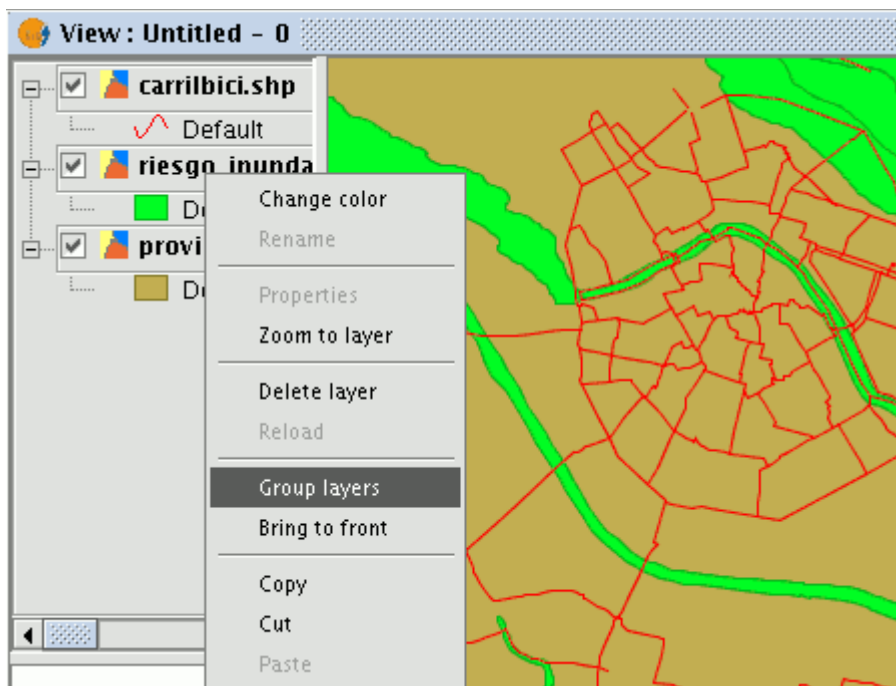 View : Untitled - 0
carrilbici.shp
Default
riesgo_inunda
Change color
Rename
Properties
Zoom to layer
Delete layer
Reload
Group layers
Bring to front
Copy
Cut
Paste